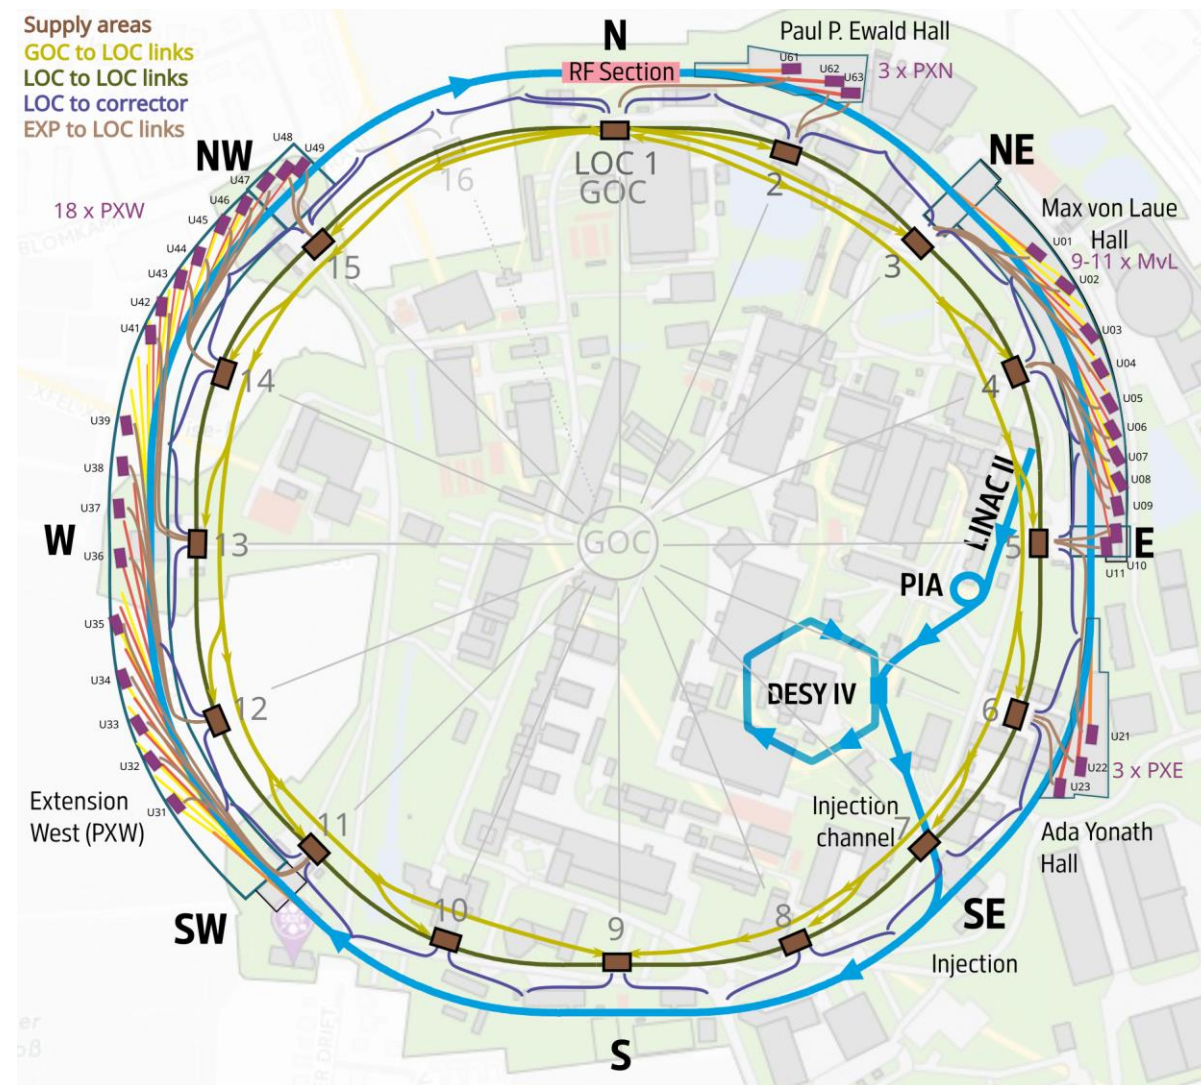 Supply areas
GOC to LOC links
LOC to LOC links
LOC to corrector
EXP to LOC links
N
Paul P. Ewald Hall
RF Section
U61
U62
U63
3 x PXN
NW
U48
U49
U47
U46
U45
U44
U43
U42
U41
18 x PXW
BLOMKAM
LOC 1
GOC
2
16
15
3
NE
Max von Laue
Hall
9-11 x MvL
U01
U02
U03
U04
U05
U06
U07
U08
U09
U10
U11
14
4
XFEL-X
U39
U38
U37
U36
U35
U34
U33
U32
U31
W
13
GOC
5
E
LINAC II
PIA
DESY IV
12
6
U21
U22
U23
3 x PXE
Extension
West (PXW)
11
Injection
channel
7
Ada Yonath
Hall
SW
10
9
8
SE
Injection
S
ERDRIFT